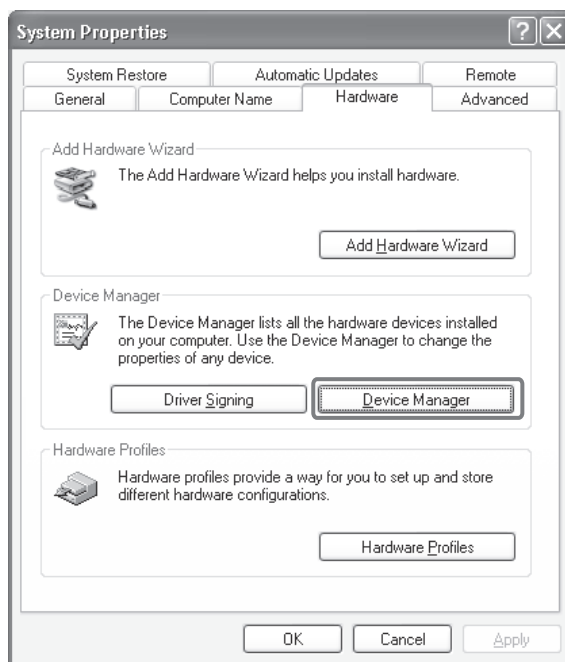 System Properties
System Restore Automatic Updates Remote
General Computer Name Hardware Advanced
Add Hardware Wizard
The Add Hardware Wizard helps you install hardware.
Add Hardware Wizard
Device Manager
The Device Manager lists all the hardware devices installed
on your computer. Use the Device Manager to change the
properties of any device.
Driver Signing Device Manager
Hardware Profiles
Hardware profiles provide a way for you to set up and store
different hardware configurations.
Hardware Profiles
OK Cancel Apply